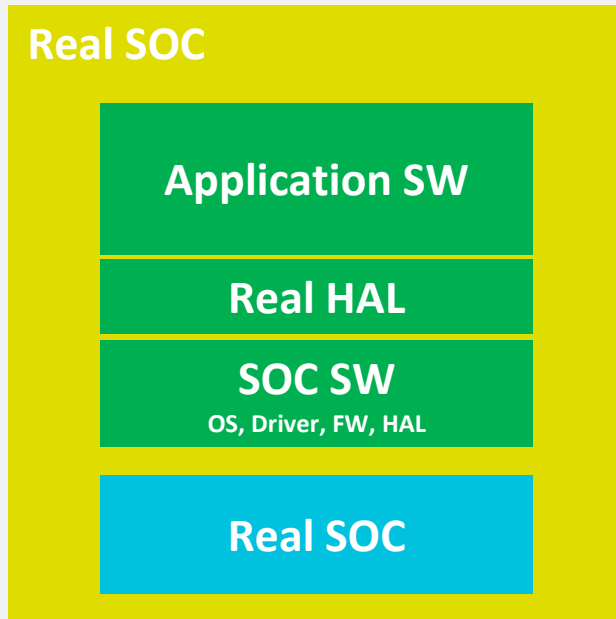 Real SOC
Application SW
Real HAL
SOC SW
OS, Driver, FW, HAL
Real SOC